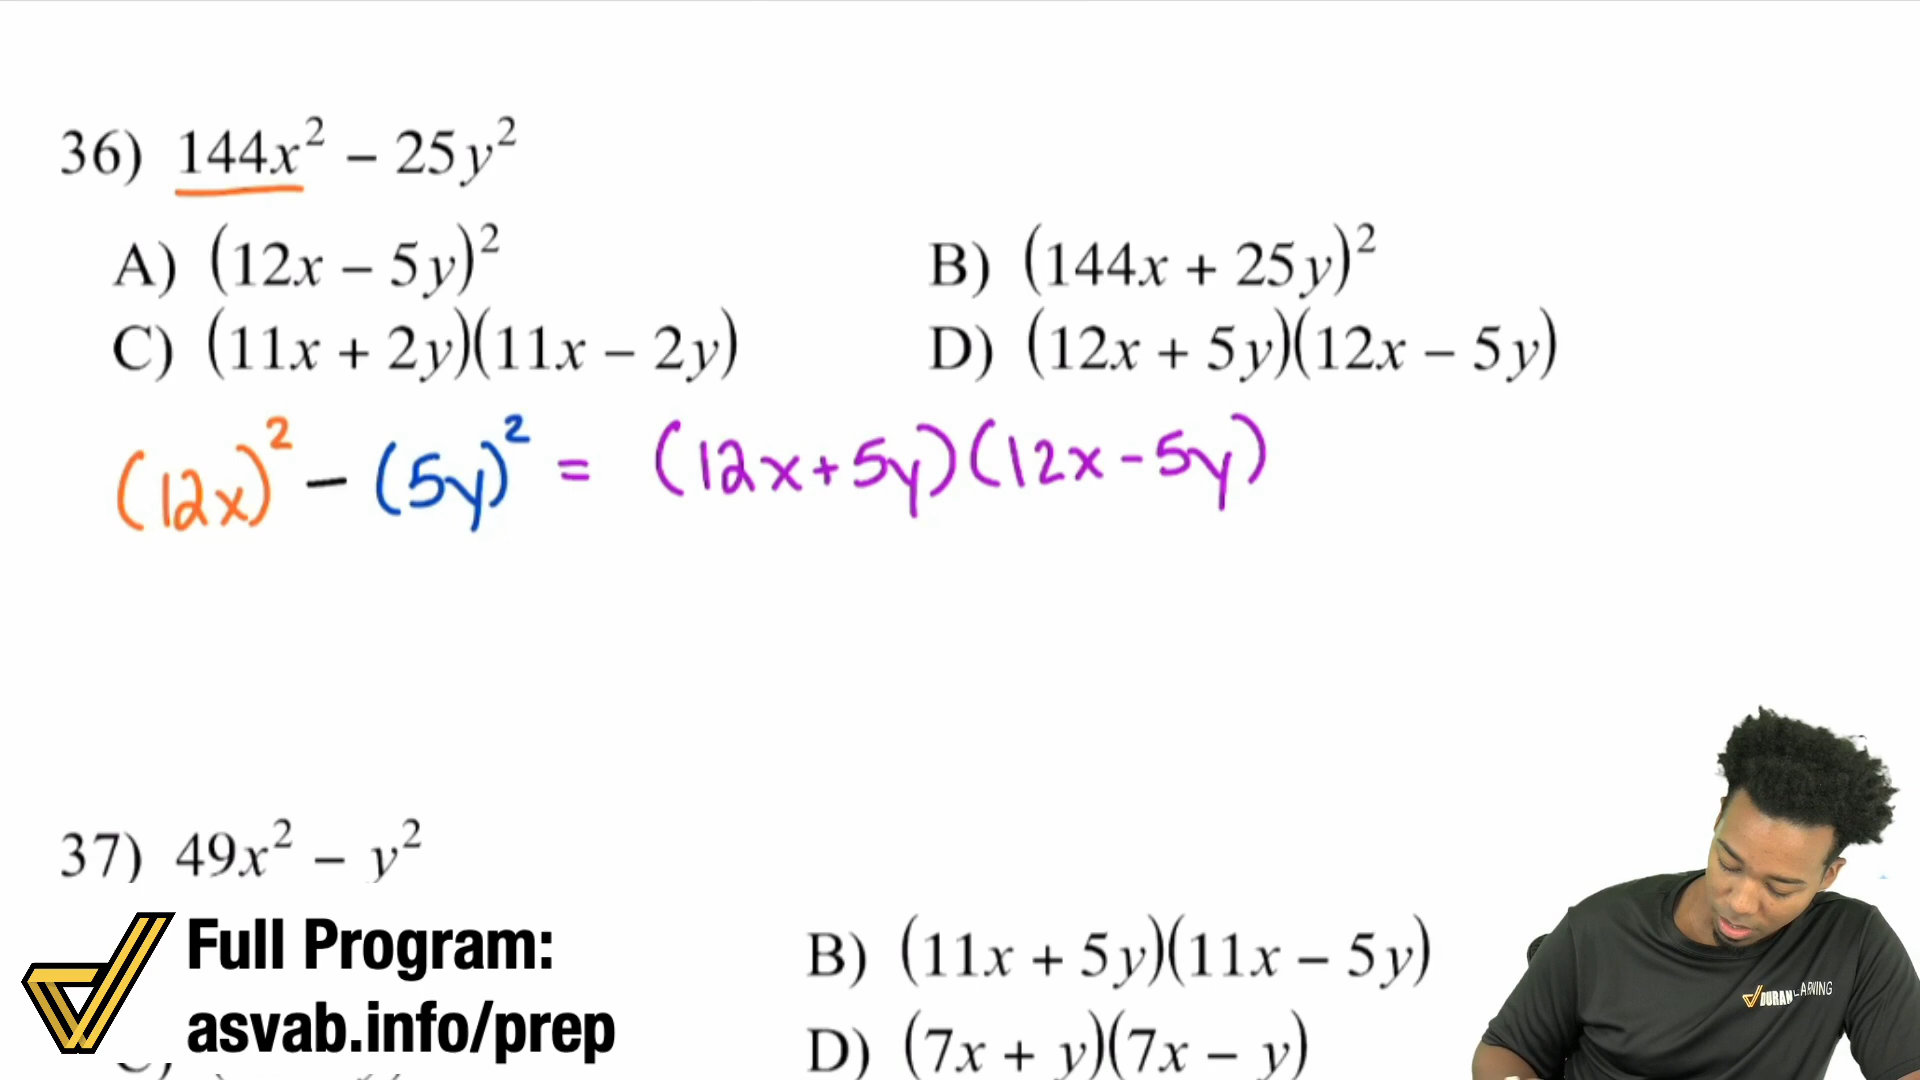 36) 144x² − 25y²
A) (12x − 5y)²
B) (144x + 25y)²
C) (11x + 2y)(11x − 2y)
D) (12x + 5y)(12x − 5y)
(12x)² − (5y)² = (12x+5y)(12x-5y)
37) 49x² − y²
Full Program:
asvab.info/prep
B) (11x + 5y)(11x − 5y)
D) (7x + y)(7x − y)
DURAN LEARNING